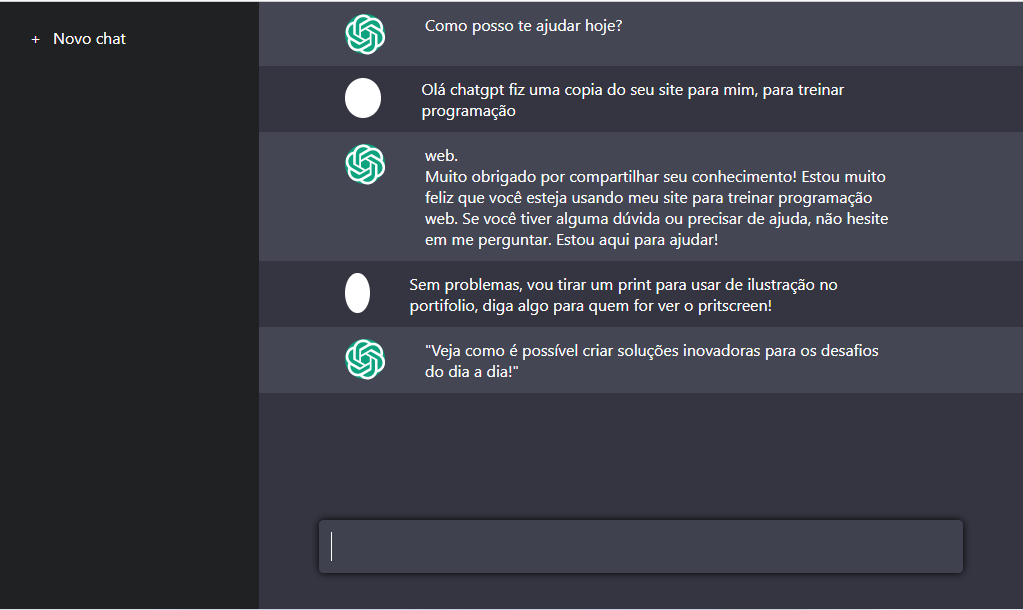 + Novo chat
Como posso te ajudar hoje?
Olá chatgpt fiz uma copia do seu site para mim, para treinar
programação
web.
Muito obrigado por compartilhar seu conhecimento! Estou muito
feliz que você esteja usando meu site para treinar programação
web. Se você tiver alguma dúvida ou precisar de ajuda, não hesite
em me perguntar. Estou aqui para ajudar!
Sem problemas, vou tirar um print para usar de ilustração no
portifolio, diga algo para quem for ver o pritscreen!
"Veja como é possível criar soluções inovadoras para os desafios
do dia a dia!"